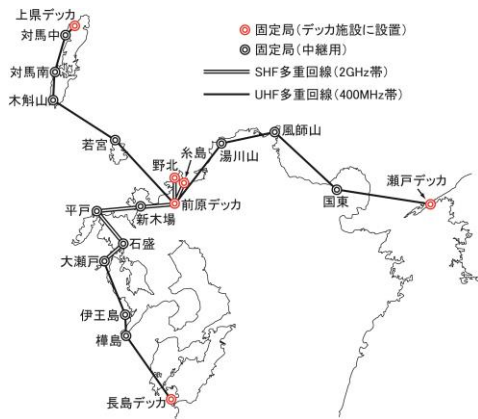 上県デッカ
対馬中
対馬南
木斛山
若宮
野北
糸島
湯川山
風師山
瀬戸デッカ
国東
前原デッカ
新木場
平戸
石盛
大瀬戸
伊王島
樺島
長島デッカ
固定局(デッカ施設に設置)
固定局(中継用)
SHF多重回線(2GHz帯)
UHF多重回線(400MHz帯)